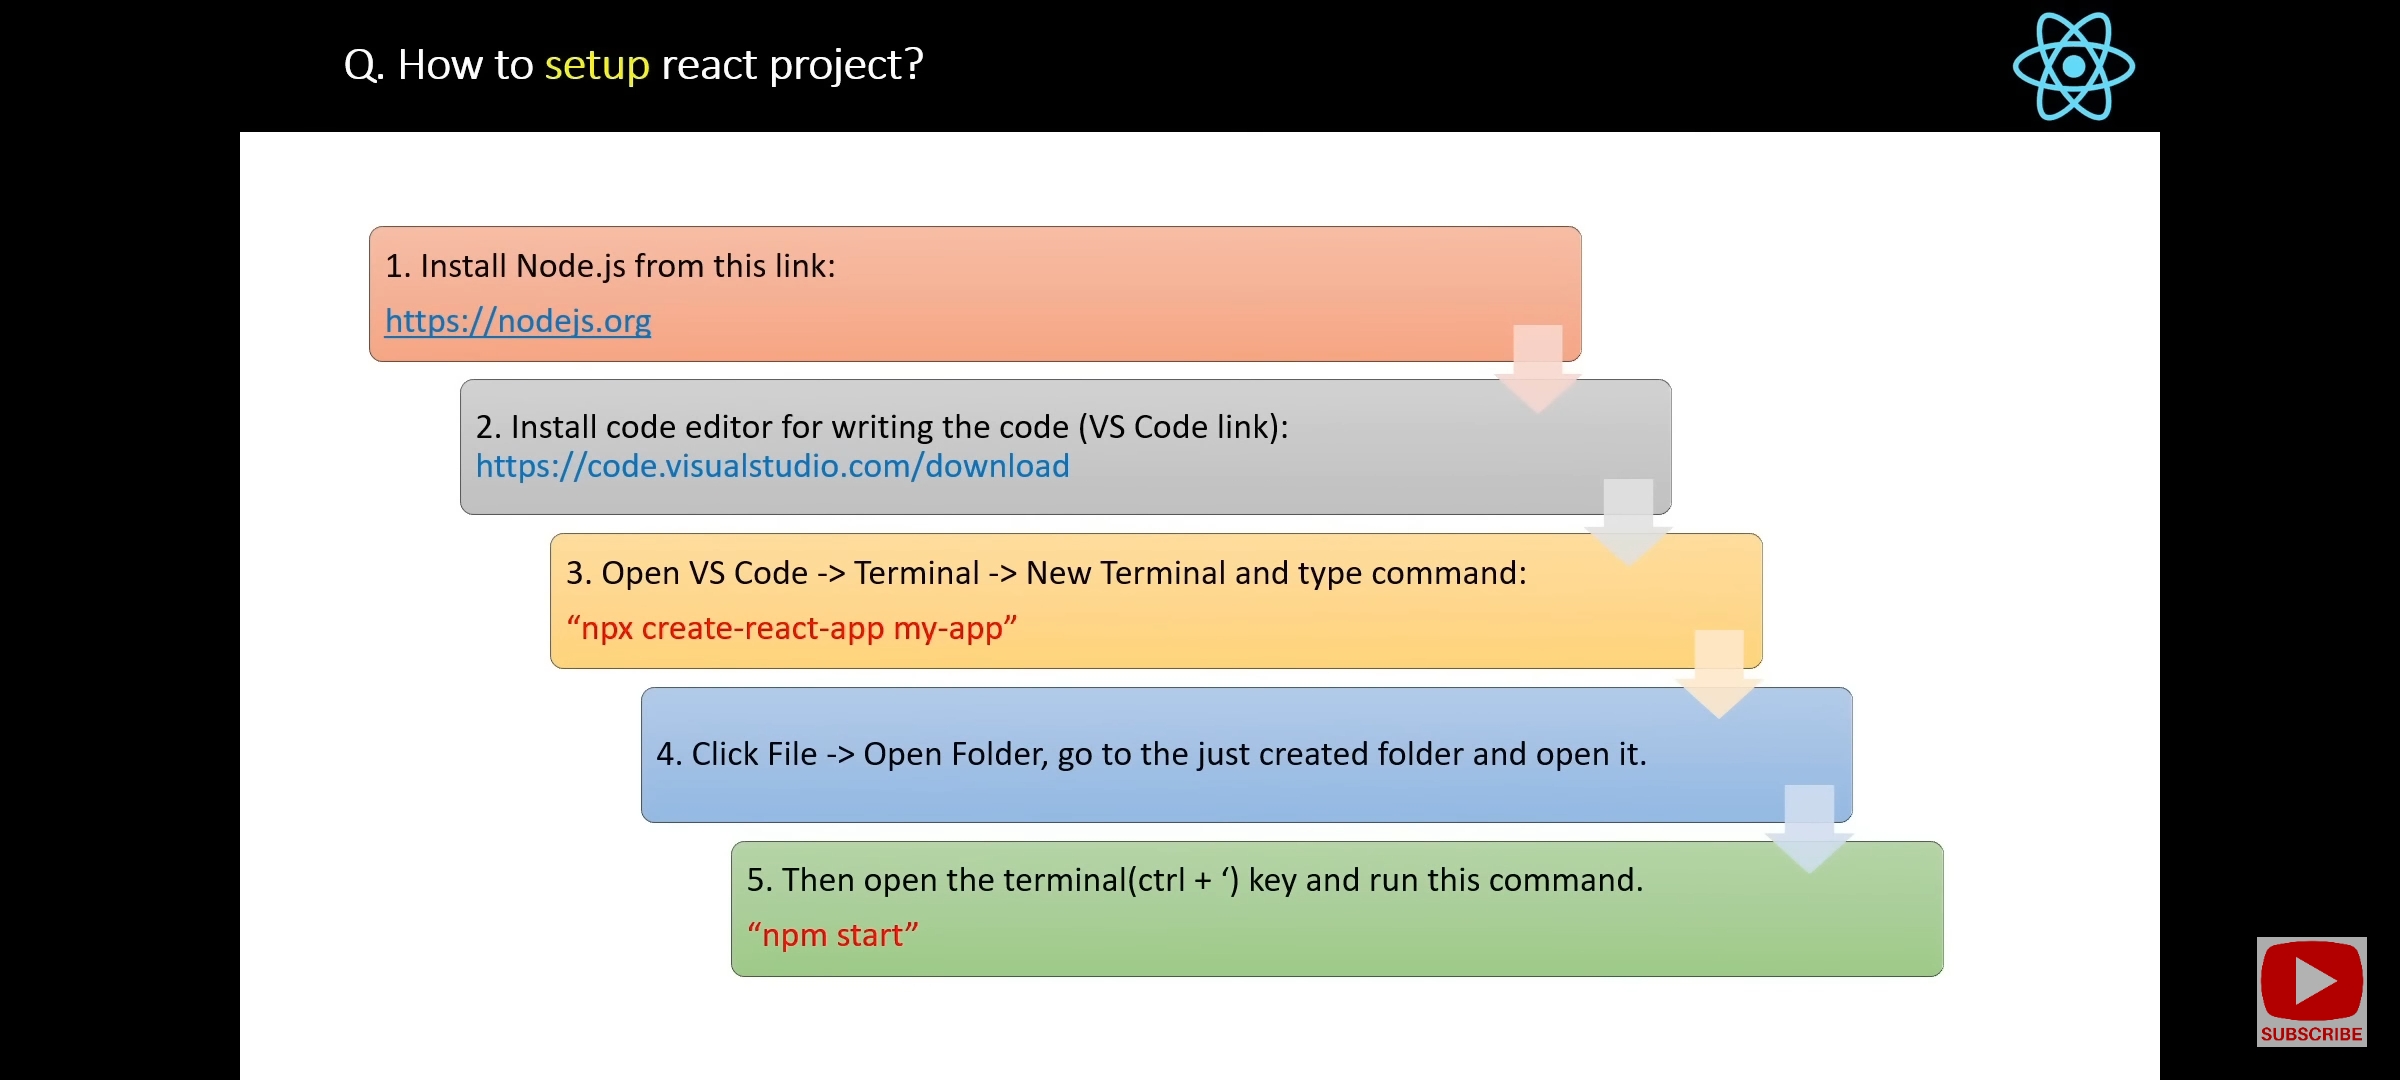 Q. How to setup react project?
1. Install Node.js from this link:
https://nodejs.org
2. Install code editor for writing the code (VS Code link):
https://code.visualstudio.com/download
3. Open VS Code -> Terminal -> New Terminal and type command:
“npx create-react-app my-app”
4. Click File -> Open Folder, go to the just created folder and open it.
5. Then open the terminal(ctrl + ‘) key and run this command.
“npm start”
SUBSCRIBE